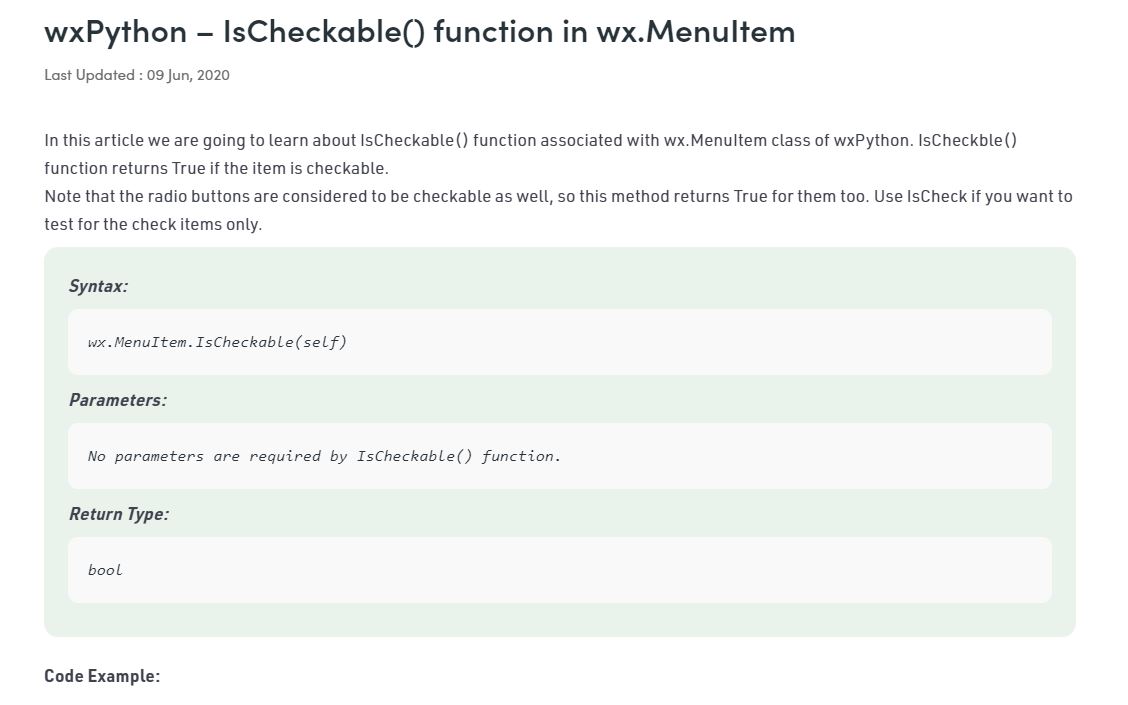 wxPython – IsCheckable() function in wx.MenuItem
Last Updated : 09 Jun, 2020
In this article we are going to learn about IsCheckable() function associated with wx.MenuItem class of wxPython. IsCheckble()
function returns True if the item is checkable.
Note that the radio buttons are considered to be checkable as well, so this method returns True for them too. Use IsCheck if you want to
test for the check items only.
Syntax:
wx.MenuItem.IsCheckable(self)
Parameters:
No parameters are required by IsCheckable() function.
Return Type:
bool
Code Example: